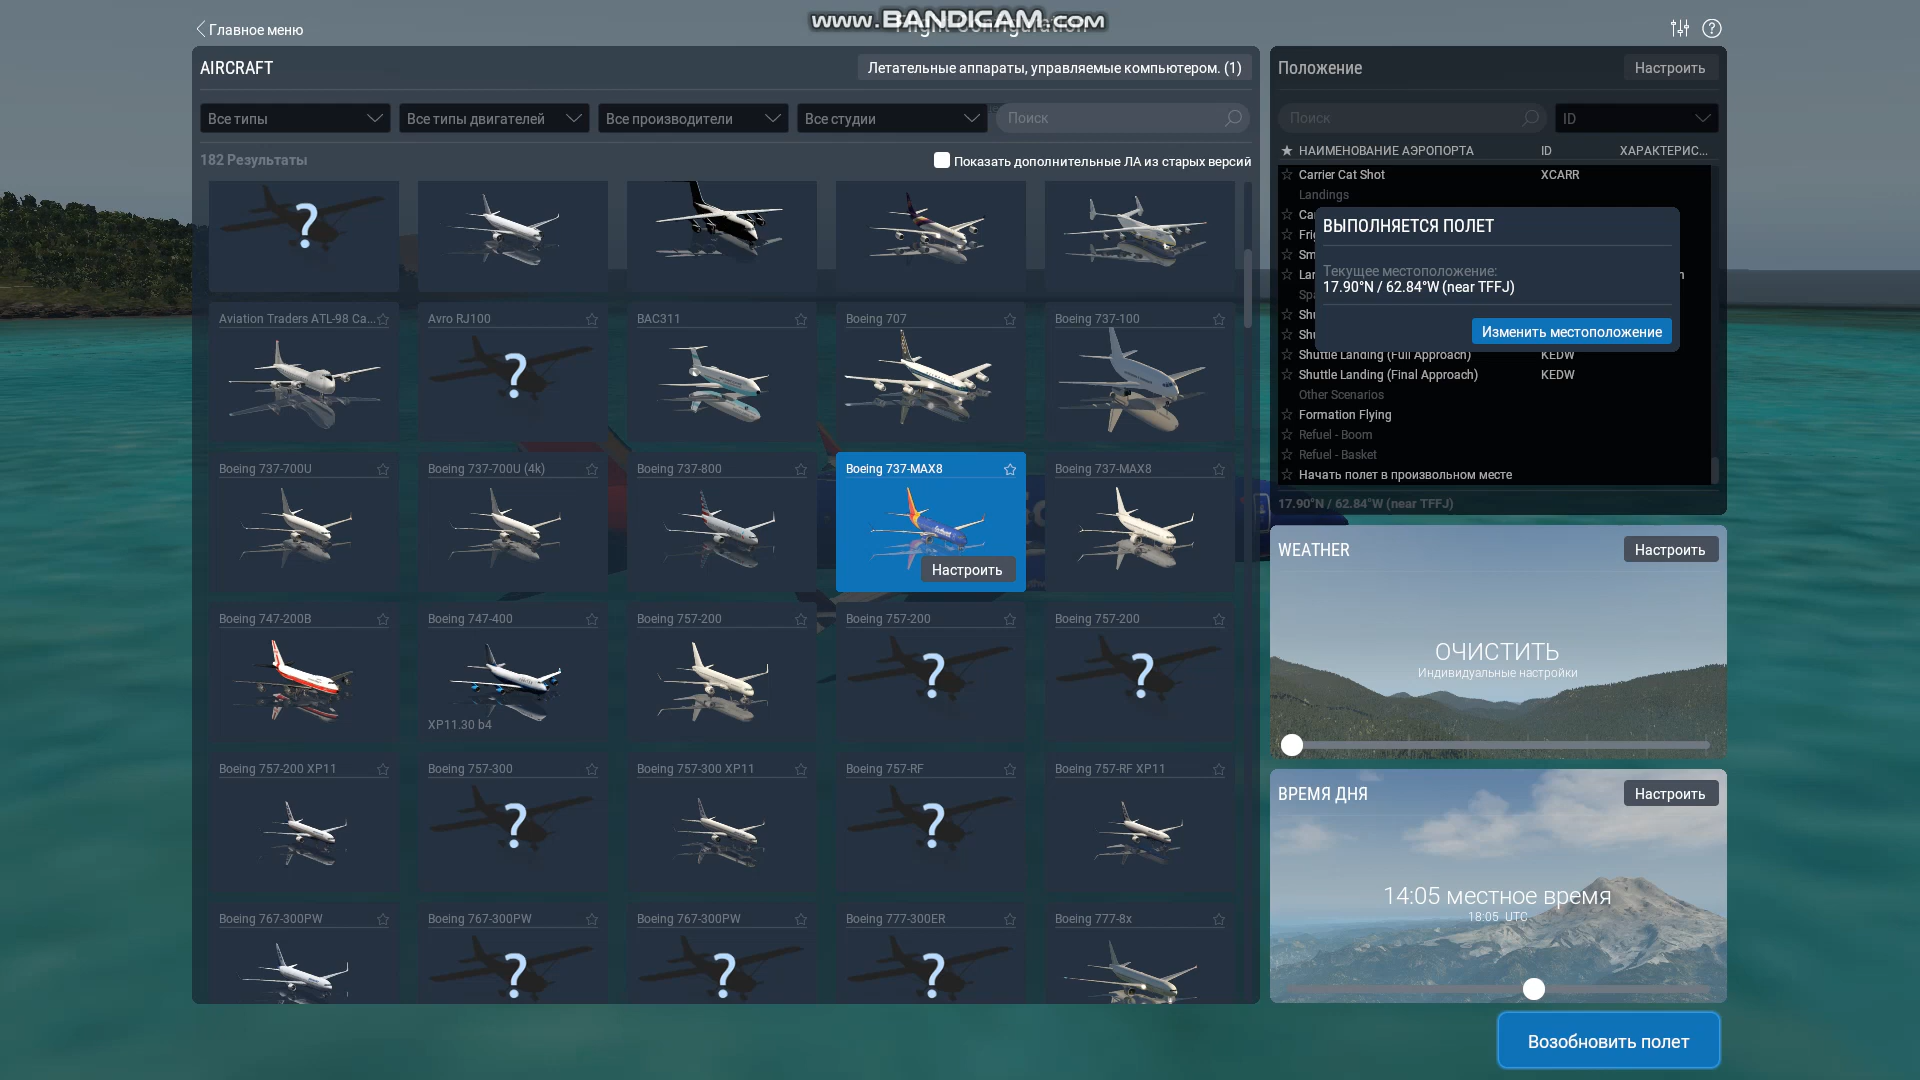 www.BANDICAM.com
Главное меню
Flight Configuration
AIRCRAFT
Летательные аппараты, управляемые компьютером. (1)
Все типы
Все типы двигателей
Все производители
Все студии
Поиск
182 Результаты
Показать дополнительные ЛА из старых версий
Aviation Traders ATL-98 Ca...
Avro RJ100
BAC311
Boeing 707
Boeing 737-100
Boeing 737-700U
Boeing 737-700U (4k)
Boeing 737-800
Boeing 737-MAX8
Настроить
Boeing 737-MAX8
Boeing 747-200B
Boeing 747-400
XP11.30 b4
Boeing 757-200
Boeing 757-200
Boeing 757-200
Boeing 757-200 XP11
Boeing 757-300
Boeing 757-300 XP11
Boeing 757-RF
Boeing 757-RF XP11
Boeing 767-300PW
Boeing 767-300PW
Boeing 767-300PW
Boeing 777-300ER
Boeing 777-8x
Положение
Настроить
Поиск
ID
НАИМЕНОВАНИЕ АЭРОПОРТА ID ХАРАКТЕРИС...
Carrier Cat Shot XCARR
Landings
ВЫПОЛНЯЕТСЯ ПОЛЕТ
Текущее местоположение:
17.90°N / 62.84°W (near TFFJ)
Изменить местоположение
Shuttle Landing (Full Approach) KEDW
Shuttle Landing (Final Approach) KEDW
Other Scenarios
Formation Flying
Refuel - Boom
Refuel - Basket
Начать полет в произвольном месте
17.90°N / 62.84°W (near TFFJ)
WEATHER
Настроить
ОЧИСТИТЬ
Индивидуальные настройки
ВРЕМЯ ДНЯ
Настроить
14:05 местное время
18:05 UTC
Возобновить полет